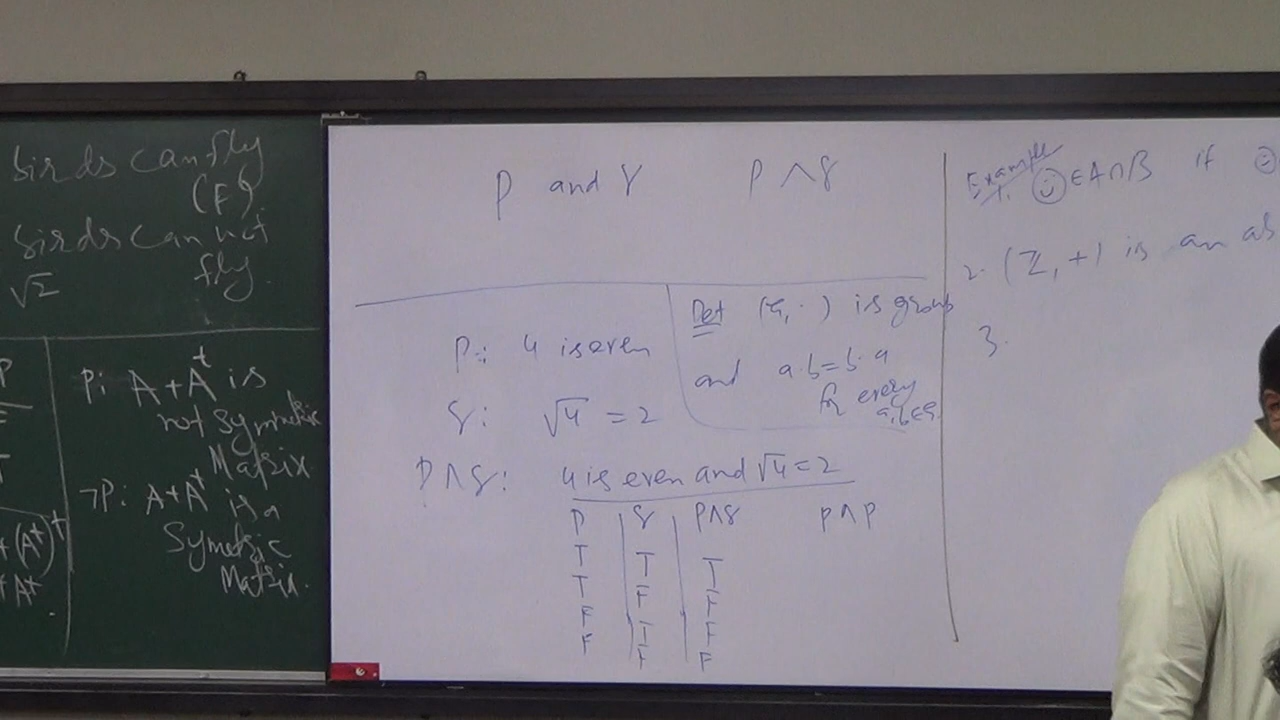 birds can fly
(F).
birds can not
fly.
√2
P
F
T
+(A^t)^t
+A^t
.
P: A+A^t is
not symmetric
Matrix
¬P: A+A^t is a
Symetric
Matrix.
P and q P∧q
P: 4 is even
q: √4 = 2
Def (G, ·) is group
and a·b=b·a
for every
a,b∈G.
P∧q: 4 is even and √4=2
P q P∧q P∧P
T T T
T F F
F T F
F F F
Example
1. ☺∈A∩B if ☺
2. (ℤ, +) is an ab
3.